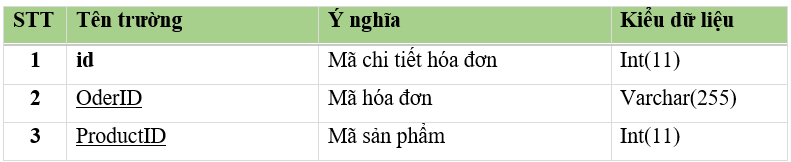 STT Tên trường Ý nghĩa Kiểu dữ liệu
1 id Mã chi tiết hóa đơn Int(11)
2 OderID Mã hóa đơn Varchar(255)
3 ProductID Mã sản phẩm Int(11)